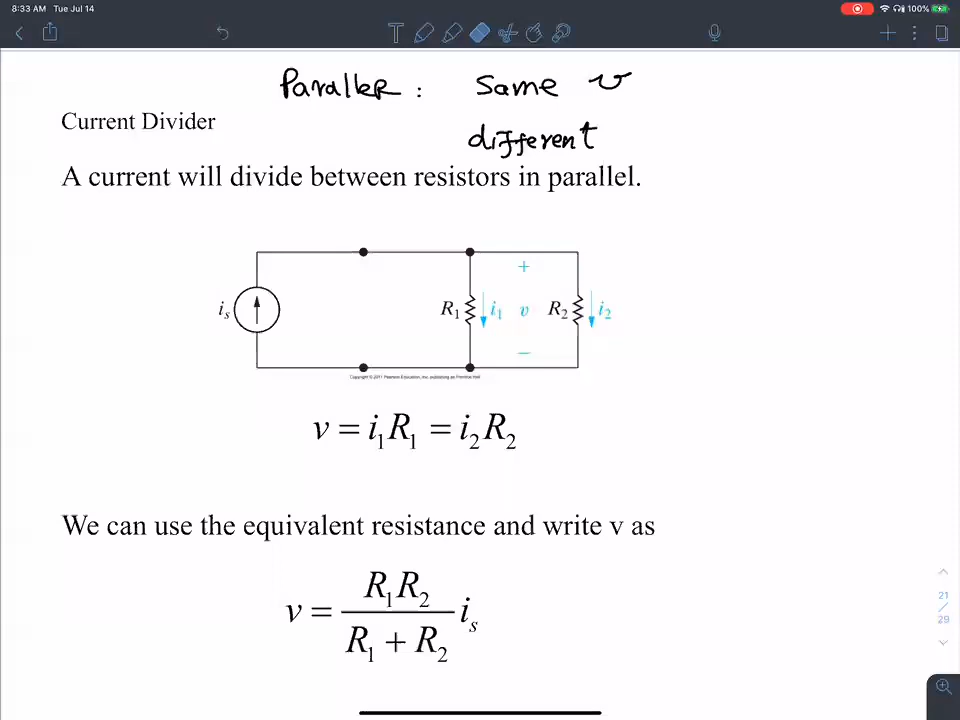 8:33 AM Tue Jul 14
100%
Paraller : Same v
Current Divider
different
A current will divide between resistors in parallel.
+
i_s R_1 i_1 v R_2 i_2
−
Copyright © 2011 Pearson Education, Inc. publishing as Prentice Hall
v = i_1R_1 = i_2R_2
We can use the equivalent resistance and write v as
v = \frac{R_1R_2}{R_1 + R_2} i_s
21
/
29